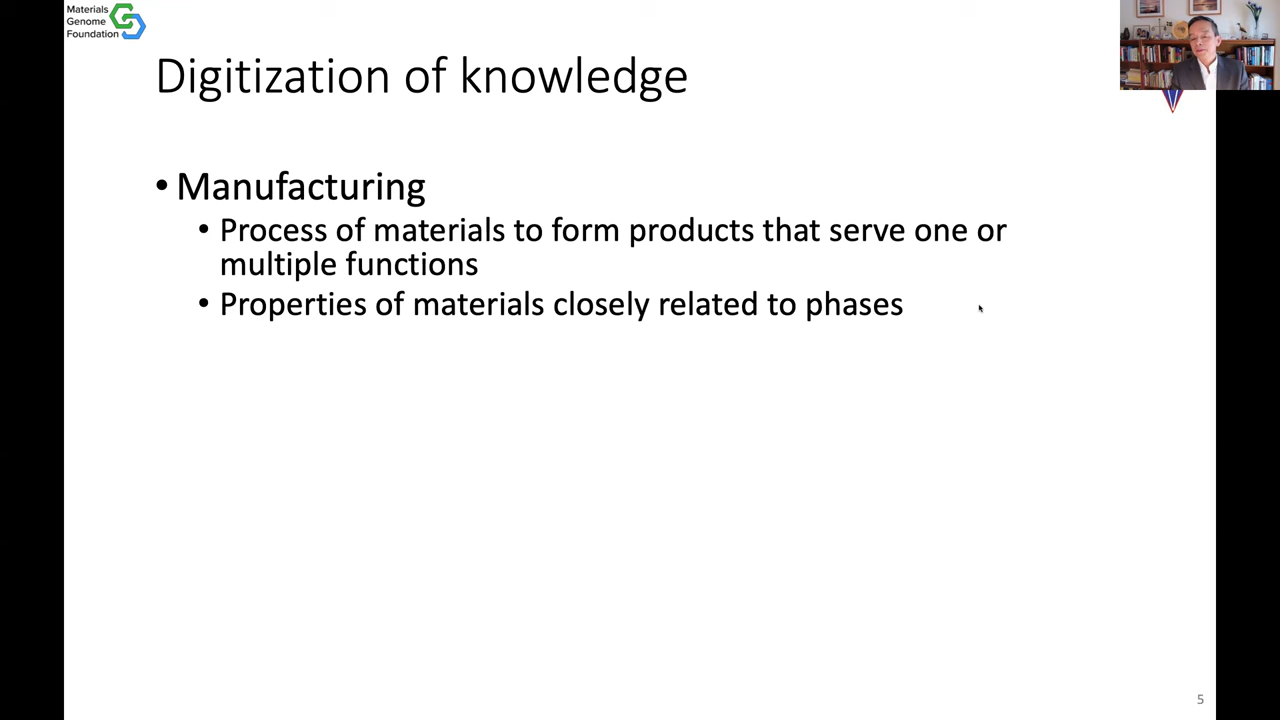 Materials
Genome
Foundation
Digitization of knowledge
• Manufacturing
• Process of materials to form products that serve one or
multiple functions
• Properties of materials closely related to phases
5